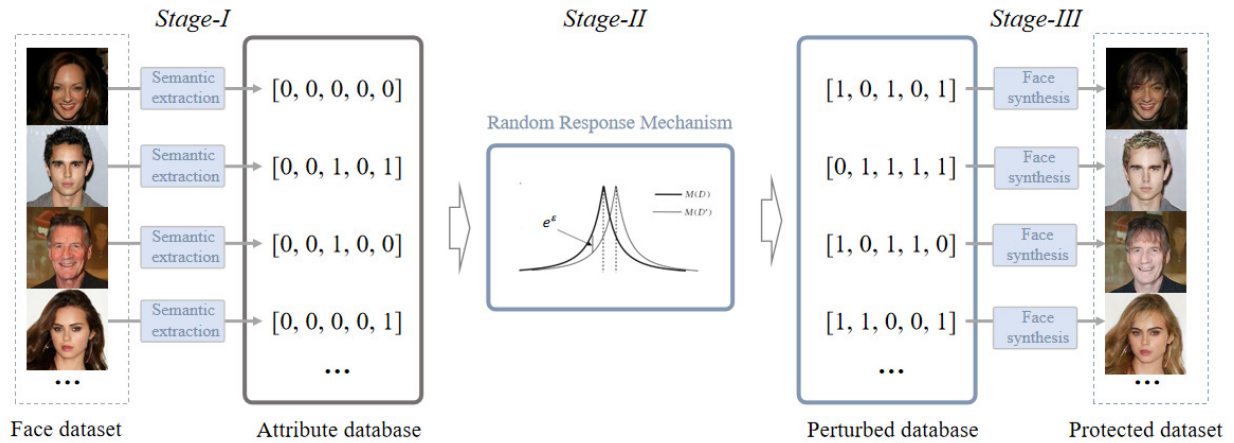 Stage-I
Stage-II
Stage-III
Semantic
extraction
[0, 0, 0, 0, 0]
[1, 0, 1, 0, 1]
Face
synthesis
Random Response Mechanism
Semantic
extraction
[0, 0, 1, 0, 1]
[0, 1, 1, 1, 1]
Face
synthesis
M(D)
M(D')
e^ε
Semantic
extraction
[0, 0, 1, 0, 0]
[1, 0, 1, 1, 0]
Face
synthesis
Semantic
extraction
[0, 0, 0, 0, 1]
[1, 1, 0, 0, 1]
Face
synthesis
...
...
...
...
Face dataset
Attribute database
Perturbed database
Protected dataset